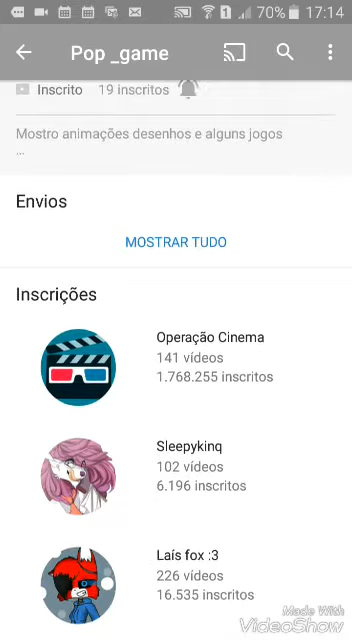 1 70% 17:14
Pop _game
Inscrito 19 inscritos
Mostro animações desenhos e alguns jogos
...
Envios
MOSTRAR TUDO
Inscrições
Operação Cinema
141 vídeos
1.768.255 inscritos
Sleepykinq
102 vídeos
6.196 inscritos
Laís fox :3
226 vídeos
16.535 inscritos
Made With
VideoShow